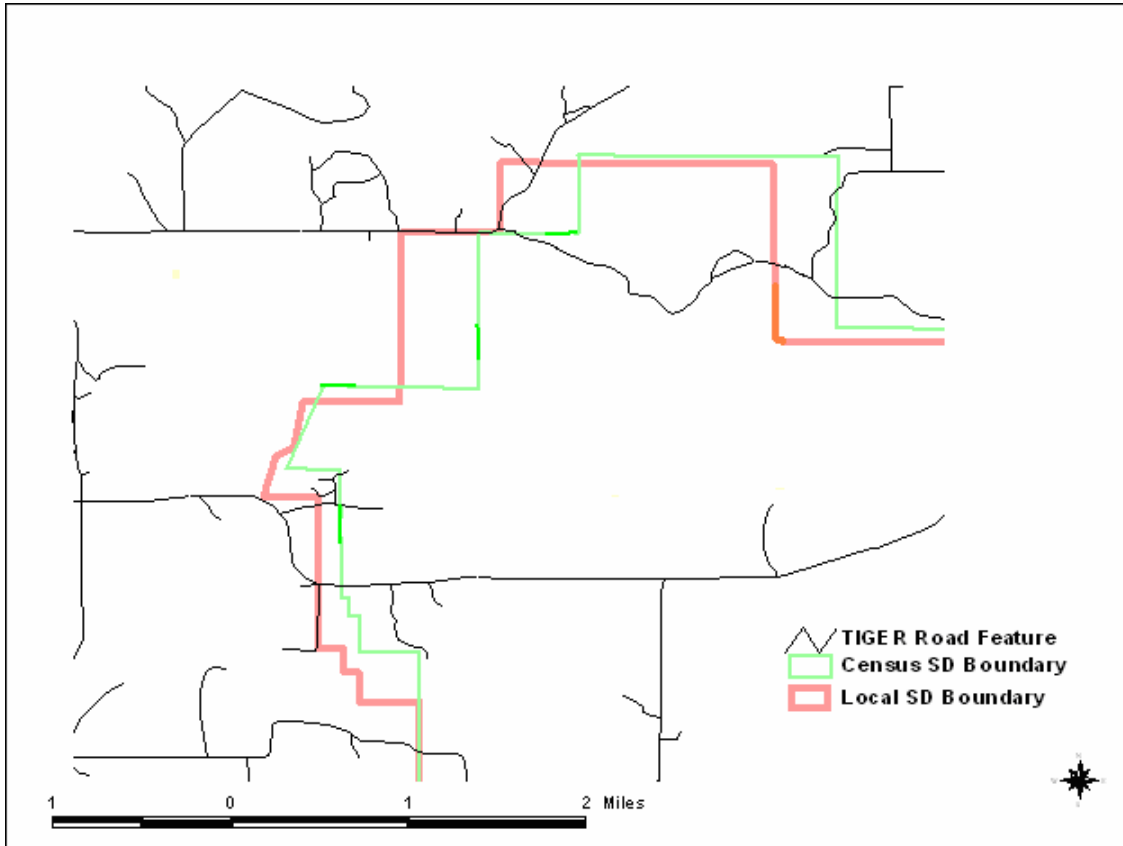 TIGER Road Feature
Census SD Boundary
Local SD Boundary
1 0 1 2 Miles